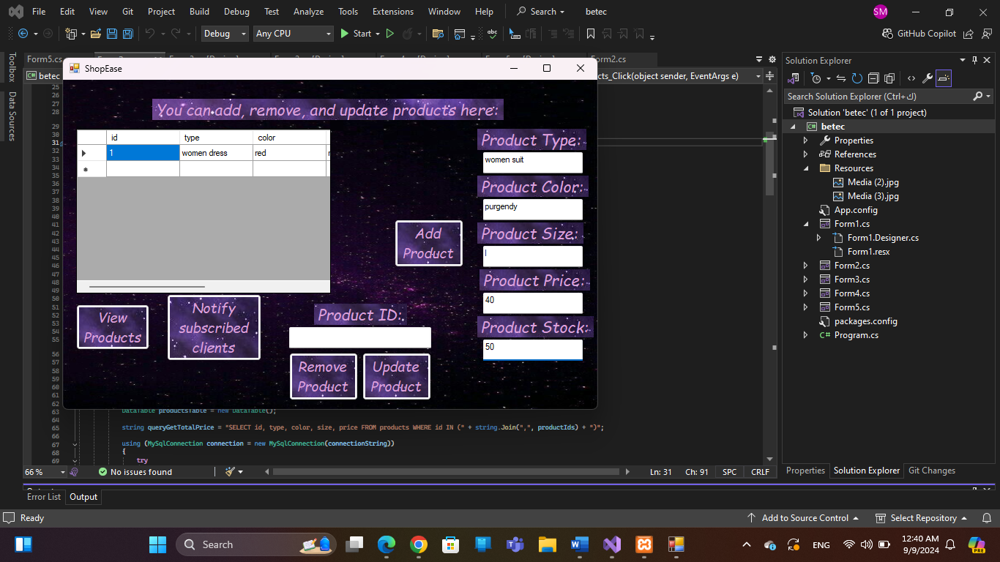 File Edit View Git Project Build Debug Test Analyze Tools Extensions Window Help Search betec SM
Debug Any CPU Start GitHub Copilot
Form5.cs Form2.cs
betec cts_Click(object sender, EventArgs e)
Toolbox
Data Sources
ShopEase
You can add, remove, and update products here:
id type color
1 women dress red
Product Type:
women suit
Product Color:
purgendy
Product Size:
l
Product Price:
40
Product Stock:
50
Add
Product
View
Products
Notify
subscribed
clients
Product ID:
Remove
Product
Update
Product
25
26
27
28
29
30
31
32
33
34
35
36
37
38
39
40
41
42
43
44
45
46
47
48
49
50
51
52
53
54
55
56
57
58
59
60
61
62
63 DataTable productsTable = new DataTable();
64
65 string queryGetTotalPrice = "SELECT id, type, color, size, price FROM products WHERE id IN (" + string.Join(",", productIds) + ")";
66
67 using (MySqlConnection connection = new MySqlConnection(connectionString))
68 {
69 try
66 % No issues found Ln: 31 Ch: 91 SPC CRLF
Error List Output
Solution Explorer
Search Solution Explorer (Ctrl+ك)
Solution 'betec' (1 of 1 project)
betec
Properties
References
Resources
Media (2).jpg
Media (3).jpg
App.config
Form1.cs
Form1.Designer.cs
Form1.resx
Form2.cs
Form3.cs
Form4.cs
Form5.cs
packages.config
Program.cs
Properties Solution Explorer Git Changes
Ready Add to Source Control Select Repository
Search ENG 12:40 AM
9/9/2024
PRE